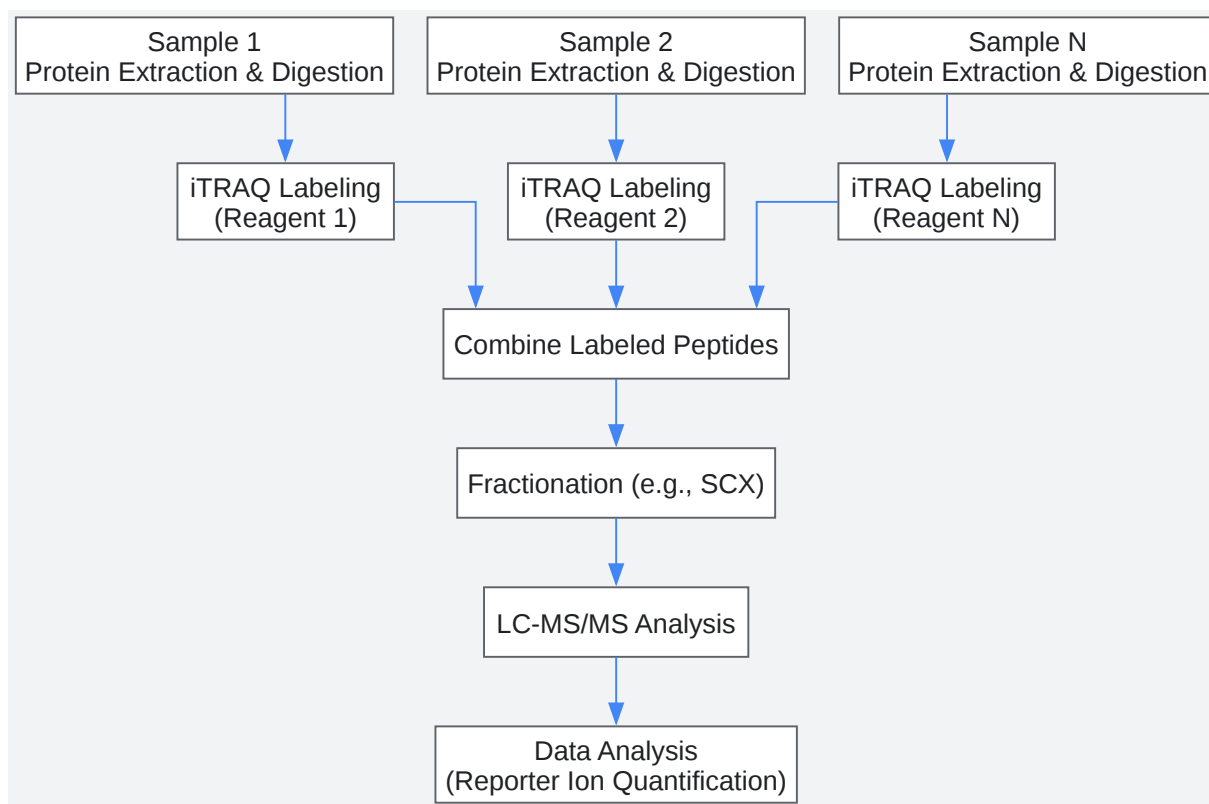 Sample 1
Protein Extraction & Digestion
Sample 2
Protein Extraction & Digestion
Sample N
Protein Extraction & Digestion
iTRAQ Labeling
(Reagent 1)
iTRAQ Labeling
(Reagent 2)
iTRAQ Labeling
(Reagent N)
Combine Labeled Peptides
Fractionation (e.g., SCX)
LC-MS/MS Analysis
Data Analysis
(Reporter Ion Quantification)